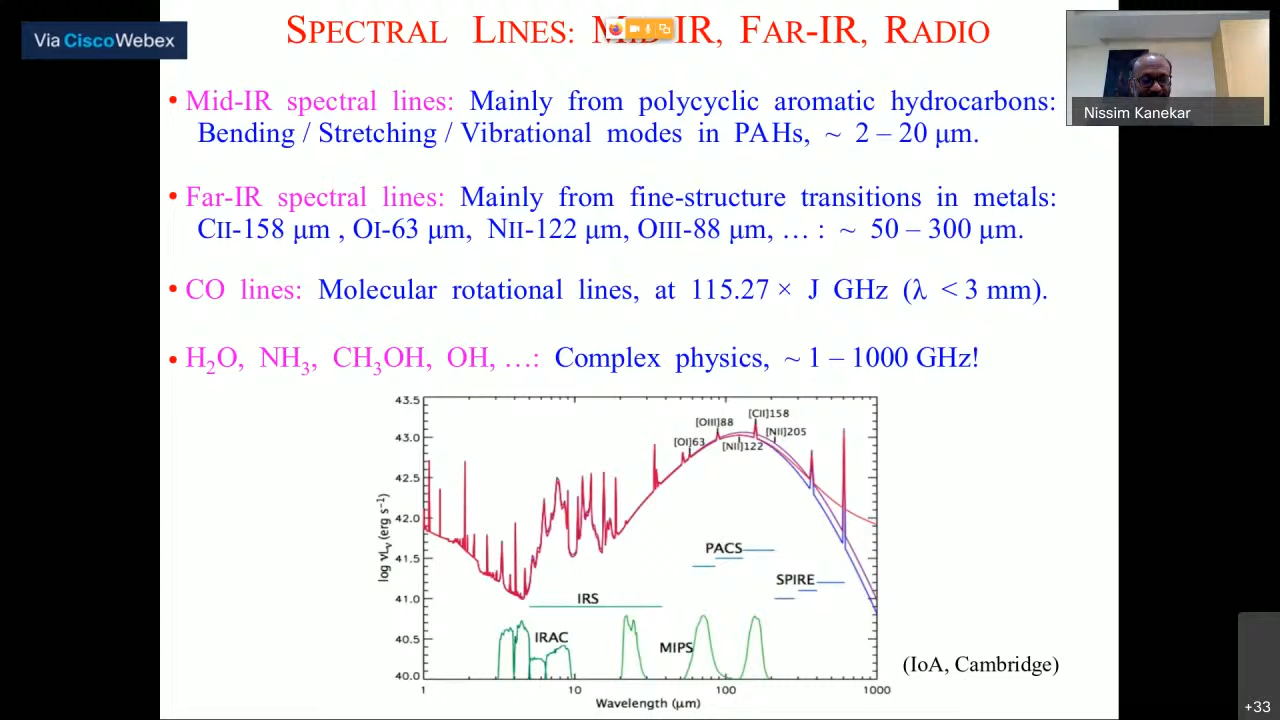 Via Cisco Webex
SPECTRAL LINES: MID-IR, FAR-IR, RADIO
Nissim Kanekar
• Mid-IR spectral lines: Mainly from polycyclic aromatic hydrocarbons:
Bending / Stretching / Vibrational modes in PAHs, ~ 2 – 20 μm.
• Far-IR spectral lines: Mainly from fine-structure transitions in metals:
CII-158 μm , OI-63 μm, NII-122 μm, OIII-88 μm, … : ~ 50 – 300 μm.
• CO lines: Molecular rotational lines, at 115.27 × J GHz (λ < 3 mm).
• H₂O, NH₃, CH₃OH, OH, …: Complex physics, ~ 1 – 1000 GHz!
43.5
43.0
42.5
42.0
41.5
41.0
40.5
40.0
log νLᵥ (erg s⁻¹)
[OI]63
[OIII]88
[NII]122
[CII]158
[NII]205
PACS
SPIRE
IRS
IRAC
MIPS
1 10 100 1000
Wavelength (μm)
(IoA, Cambridge)
+33